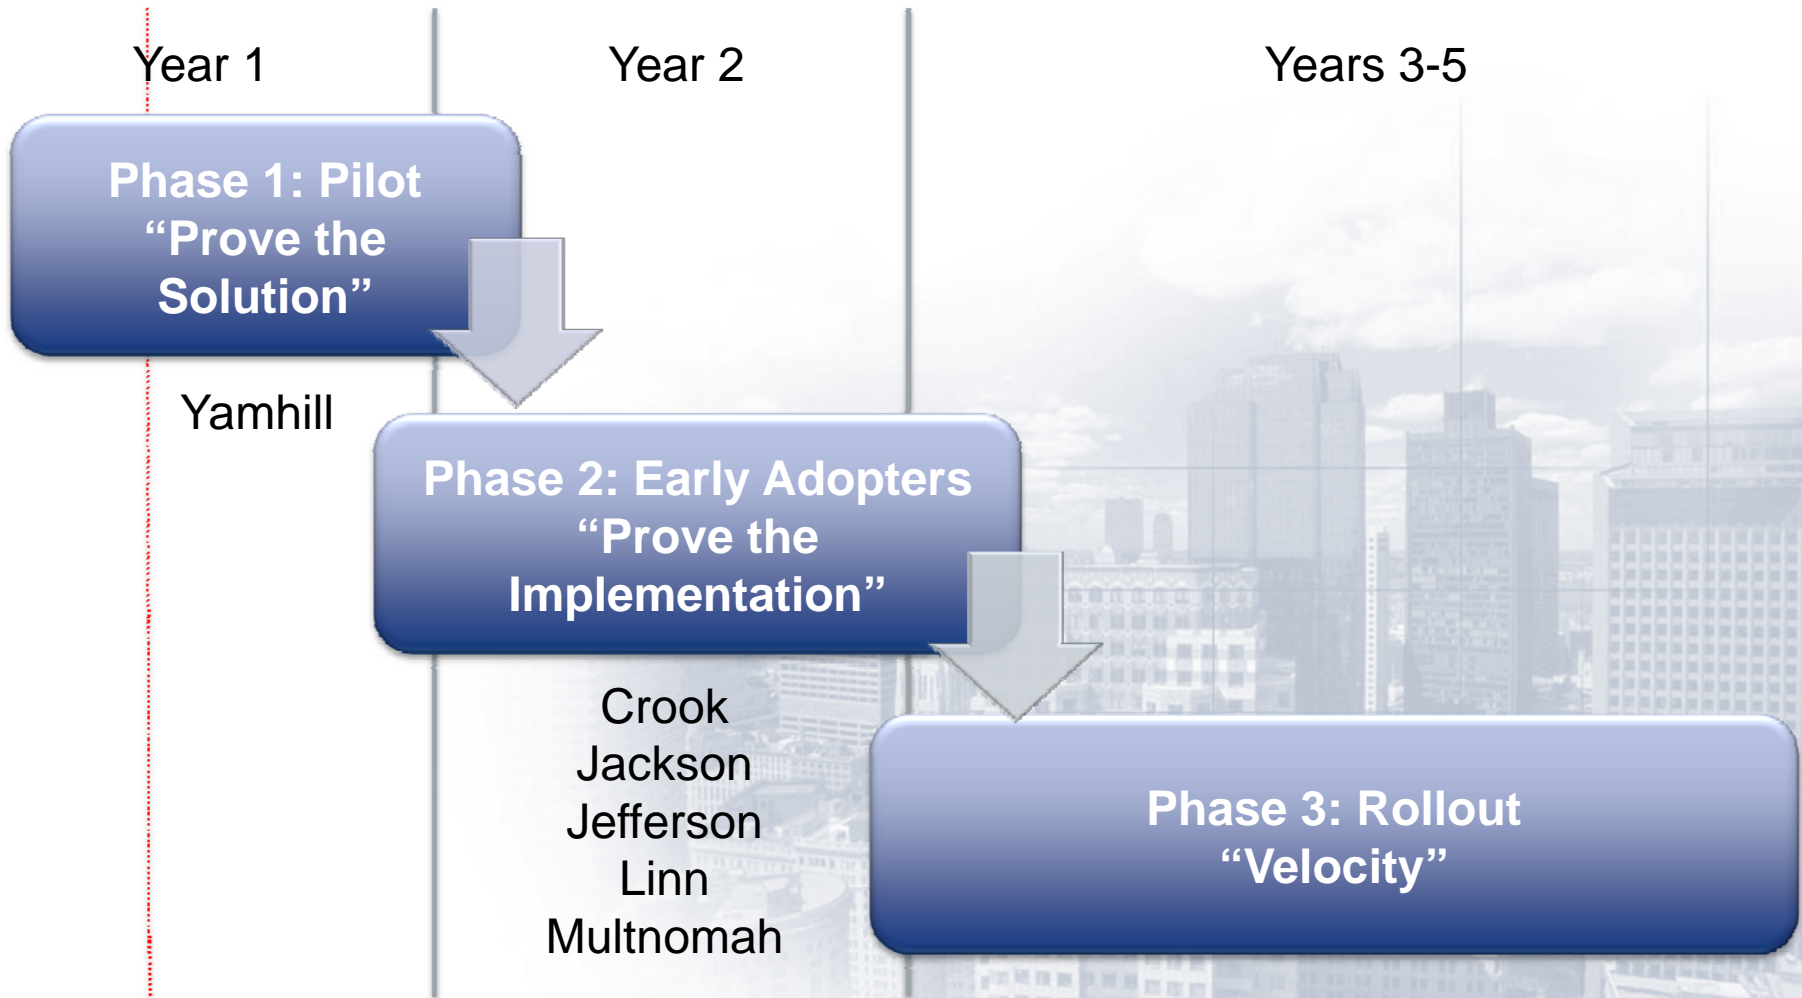 Year 1
Year 2
Years 3-5
Phase 1: Pilot
“Prove the
Solution”
Yamhill
Phase 2: Early Adopters
“Prove the
Implementation”
Crook
Jackson
Jefferson
Linn
Multnomah
Phase 3: Rollout
“Velocity”